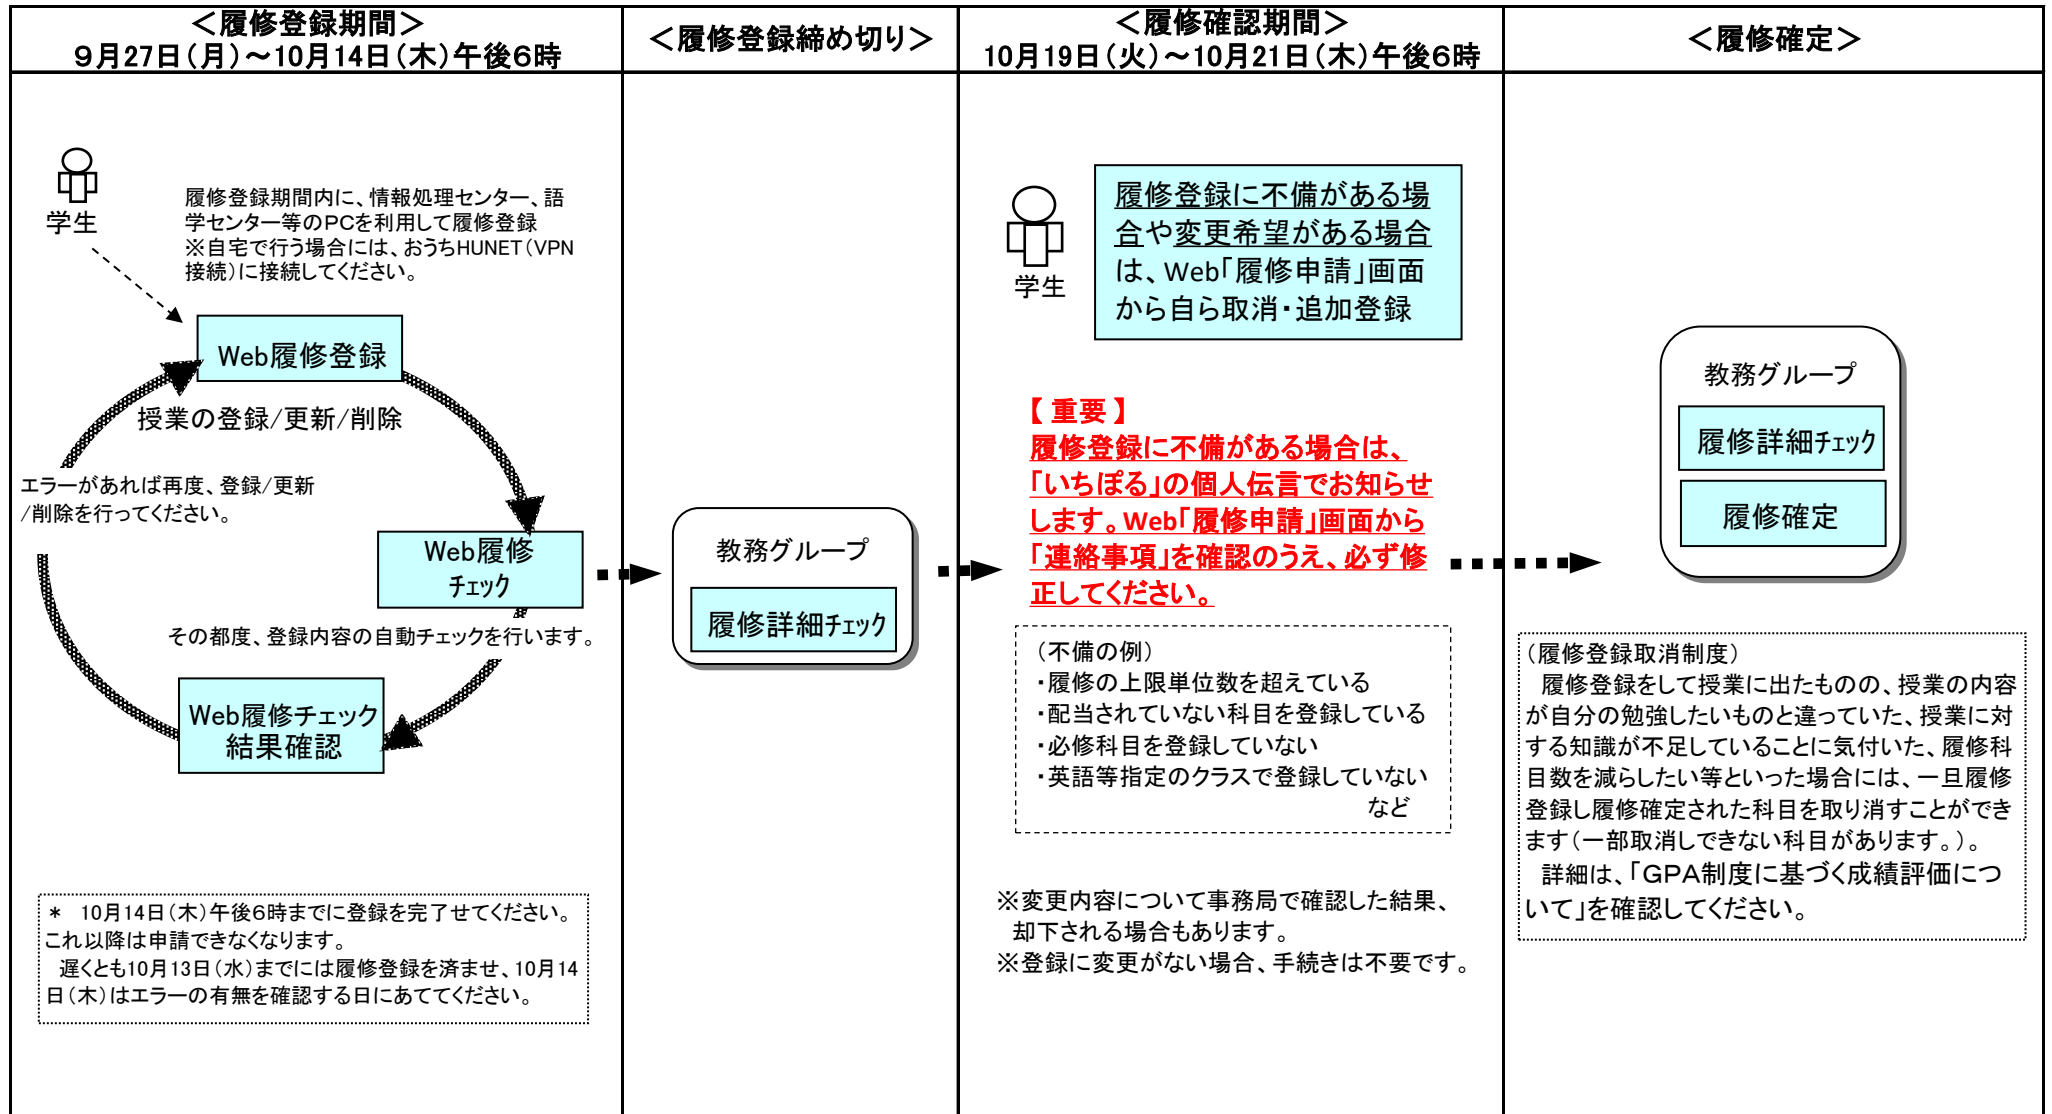 ＜履修登録期間＞
９月27日（月）～10月14日（木）午後６時
学生
履修登録期間内に、情報処理センター、語
学センター等のPCを利用して履修登録
※自宅で行う場合には、おうちHUNET（VPN
接続）に接続してください。
Web履修登録
授業の登録/更新/削除
エラーがあれば再度、登録/更新
/削除を行ってください。
Web履修
チェック
その都度、登録内容の自動チェックを行います。
Web履修チェック
結果確認
＊　10月14日（木）午後６時までに登録を完了せてください。
これ以降は申請できなくなります。
遅くとも10月13日（水）までには履修登録を済ませ、10月14
日（木）はエラーの有無を確認する日にあててください。
＜履修登録締め切り＞
教務グループ
履修詳細チェック
＜履修確認期間＞
10月19日（火）～10月21日（木）午後６時
学生
履修登録に不備がある場
合や変更希望がある場合
は、Web「履修申請」画面
から自ら取消・追加登録
【 重要 】
履修登録に不備がある場合は、
「いちぽる」の個人伝言でお知らせ
します。Web「履修申請」画面から
「連絡事項」を確認のうえ、必ず修
正してください。
（不備の例）
・履修の上限単位数を超えている
・配当されていない科目を登録している
・必修科目を登録していない
・英語等指定のクラスで登録していない
など
※変更内容について事務局で確認した結果、
却下される場合もあります。
※登録に変更がない場合、手続きは不要です。
＜履修確定＞
教務グループ
履修詳細チェック
履修確定
（履修登録取消制度）
履修登録をして授業に出たものの、授業の内容
が自分の勉強したいものと違っていた、授業に対
する知識が不足していることに気付いた、履修科
目数を減らしたい等といった場合には、一旦履修
登録し履修確定された科目を取り消すことができ
ます（一部取消しできない科目があります。）。
詳細は、「GPA制度に基づく成績評価につ
いて」を確認してください。